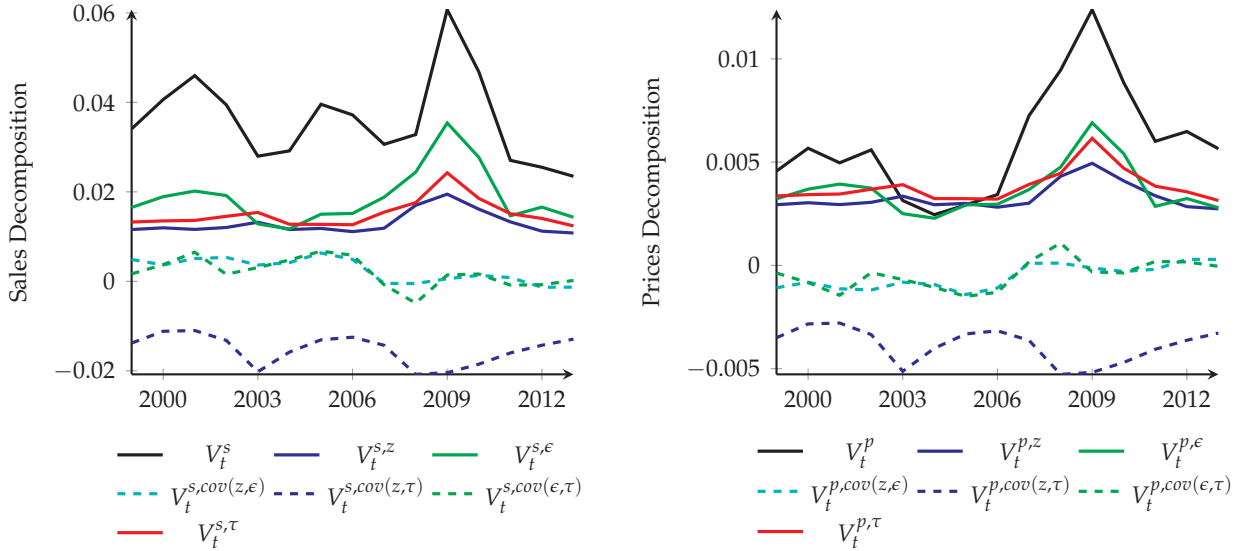 Sales Decomposition
0.06
0.04
0.02
0
−0.02
2000 2003 2006 2009 2012
V_t^s V_t^{s,z} V_t^{s,ϵ}
V_t^{s,cov(z,ϵ)} V_t^{s,cov(z,τ)} V_t^{s,cov(ϵ,τ)}
V_t^{s,τ}
Prices Decomposition
0.01
0.005
0
−0.005
2000 2003 2006 2009 2012
V_t^p V_t^{p,z} V_t^{p,ϵ}
V_t^{p,cov(z,ϵ)} V_t^{p,cov(z,τ)} V_t^{p,cov(ϵ,τ)}
V_t^{p,τ}